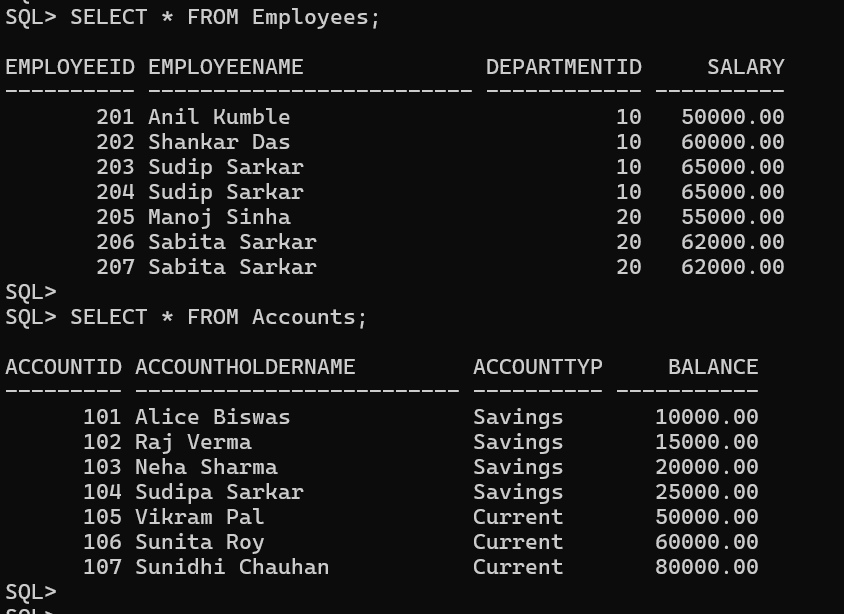 SQL> SELECT * FROM Employees;
EMPLOYEEID EMPLOYEENAME              DEPARTMENTID     SALARY
---------- ------------------------- ------------ ----------
       201 Anil Kumble                         10   50000.00
       202 Shankar Das                         10   60000.00
       203 Sudip Sarkar                        10   65000.00
       204 Sudip Sarkar                        10   65000.00
       205 Manoj Sinha                         20   55000.00
       206 Sabita Sarkar                       20   62000.00
       207 Sabita Sarkar                       20   62000.00
SQL>
SQL> SELECT * FROM Accounts;
ACCOUNTID ACCOUNTHOLDERNAME         ACCOUNTTYP     BALANCE
--------- ------------------------- ---------- -----------
      101 Alice Biswas              Savings       10000.00
      102 Raj Verma                 Savings       15000.00
      103 Neha Sharma               Savings       20000.00
      104 Sudipa Sarkar             Savings       25000.00
      105 Vikram Pal                Current       50000.00
      106 Sunita Roy                Current       60000.00
      107 Sunidhi Chauhan           Current       80000.00
SQL>
SQL>